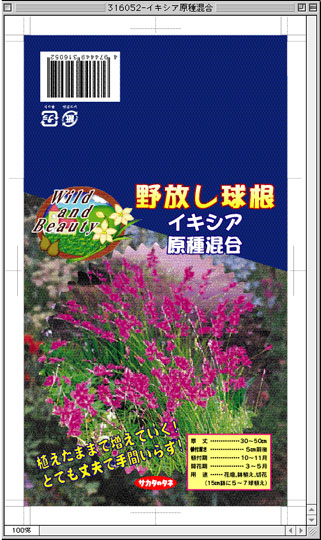 316052-イキシア原種混合
4 974449 316052
Wild
and
Beauty
野放し球根
イキシア
原種混合
植えたままで増えていく!
とても丈夫で手間いらず!
サカタのタネ
草　丈 ……………30～50cm
覆土の厚さ ……………5cm前後
植付期 ……………10～11月
開花期 ……………3～5月
用　途 ……花壇、鉢植え、切花
(15cm鉢に5～7球植え)
100%